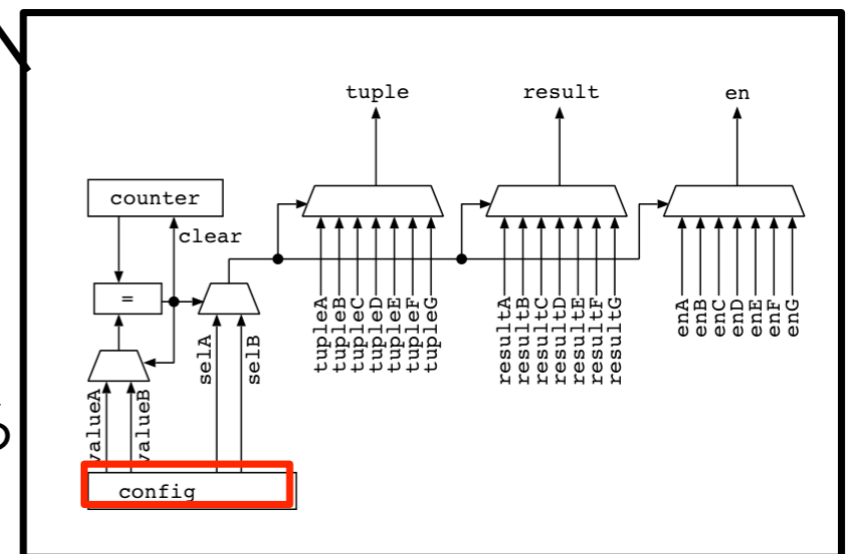 tuple
result
en
counter
clear
=
tupleA
tupleB
tupleC
tupleD
tupleE
tupleF
tupleG
resultA
resultB
resultC
resultD
resultE
resultF
resultG
enA
enB
enC
enD
enE
enF
enG
selA
selB
valueA
valueB
config